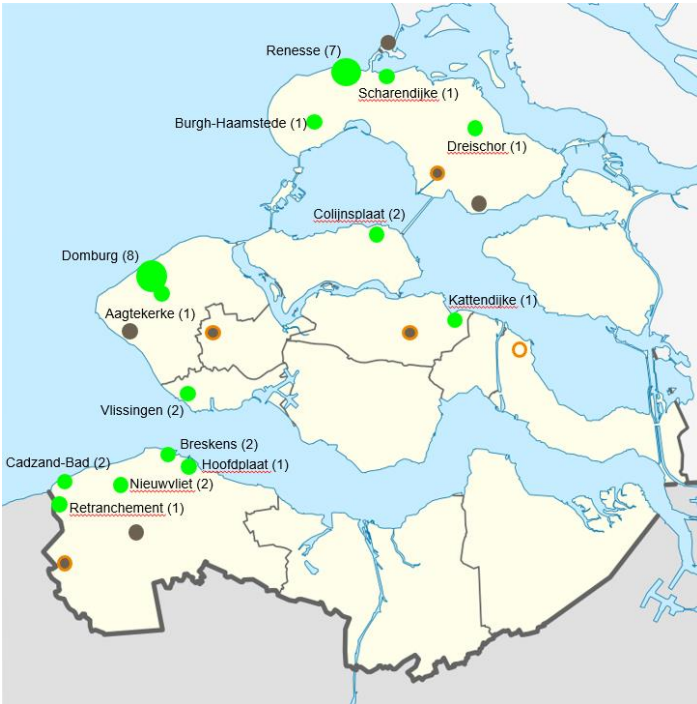 Renesse (7)
Scharendijke (1)
Burgh-Haamstede (1)
Dreischor (1)
Colijnsplaat (2)
Domburg (8)
Aagtekerke (1)
Kattendijke (1)
Vlissingen (2)
Breskens (2)
Cadzand-Bad (2)
Hoofdplaat (1)
Nieuwvliet (2)
Retranchement (1)